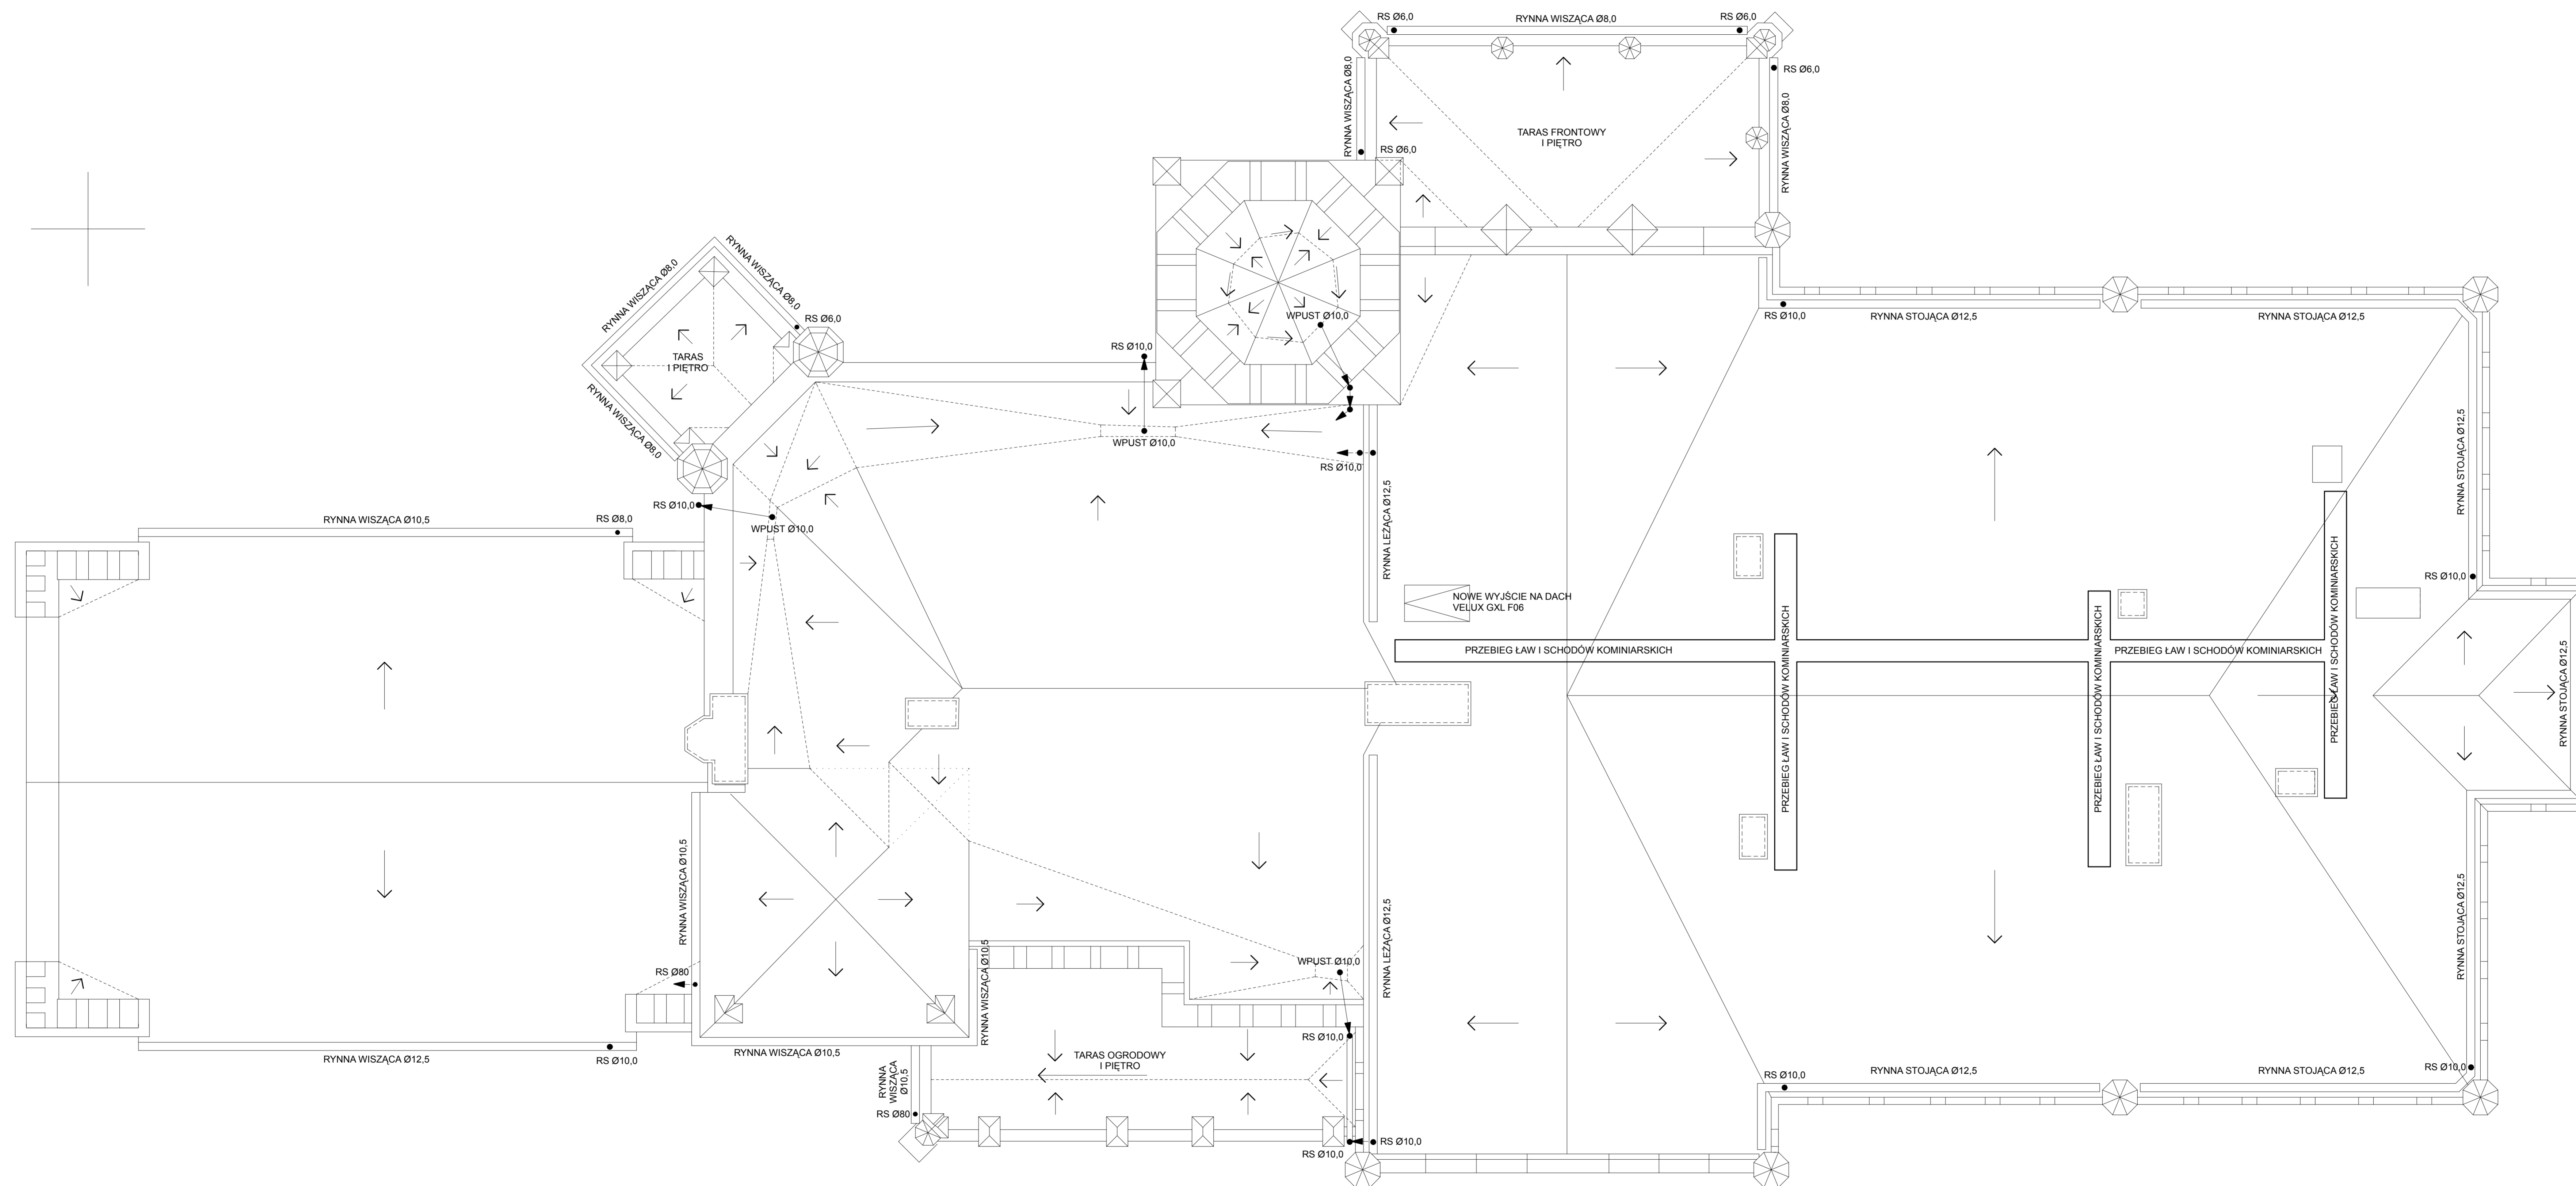 RS Ø6,0
RYNNA WISZĄCA Ø8,0
RS Ø6,0
RYNNA WISZĄCA Ø8,0
RS Ø6,0
RYNNA WISZĄCA Ø8,0
TARAS FRONTOWY
I PIĘTRO
RS Ø6,0
RYNNA WISZĄCA Ø8,0
RYNNA WISZĄCA Ø8,0
RS Ø6,0
TARAS
I PIĘTRO
RYNNA WISZĄCA Ø8,0
WPUST Ø10,0
RS Ø10,0
WPUST Ø10,0
RS Ø10,0
RS Ø10,0
RYNNA STOJĄCA Ø12,5
RYNNA STOJĄCA Ø12,5
RYNNA STOJĄCA Ø12,5
RS Ø10,0
WPUST Ø10,0
RYNNA WISZĄCA Ø10,5
RS Ø8,0
RYNNA LEŻĄCA Ø12,5
NOWE WYJŚCIE NA DACH
VELUX GXL F06
RS Ø10,0
PRZEBIEG ŁAW I SCHODÓW KOMINIARSKICH
PRZEBIEG ŁAW I SCHODÓW KOMINIARSKICH
PRZEBIEG ŁAW I SCHODÓW KOMINIARSKICH
PRZEBIEG ŁAW I SCHODÓW KOMINIARSKICH
PRZEBIEG ŁAW I SCHODÓW KOMINIARSKICH
RYNNA STOJĄCA Ø12,5
RYNNA WISZĄCA Ø10,5
RS Ø80
RYNNA WISZĄCA Ø10,5
WPUST Ø10,0
RYNNA LEŻĄCA Ø12,5
RYNNA STOJĄCA Ø12,5
RYNNA WISZĄCA Ø12,5
RS Ø10,0
RYNNA WISZĄCA Ø10,5
RYNNA
WISZĄCA
Ø10,5
RS Ø80
TARAS OGRODOWY
I PIĘTRO
RS Ø10,0
RS Ø10,0
RS Ø10,0
RS Ø10,0
RYNNA STOJĄCA Ø12,5
RYNNA STOJĄCA Ø12,5
RS Ø10,0